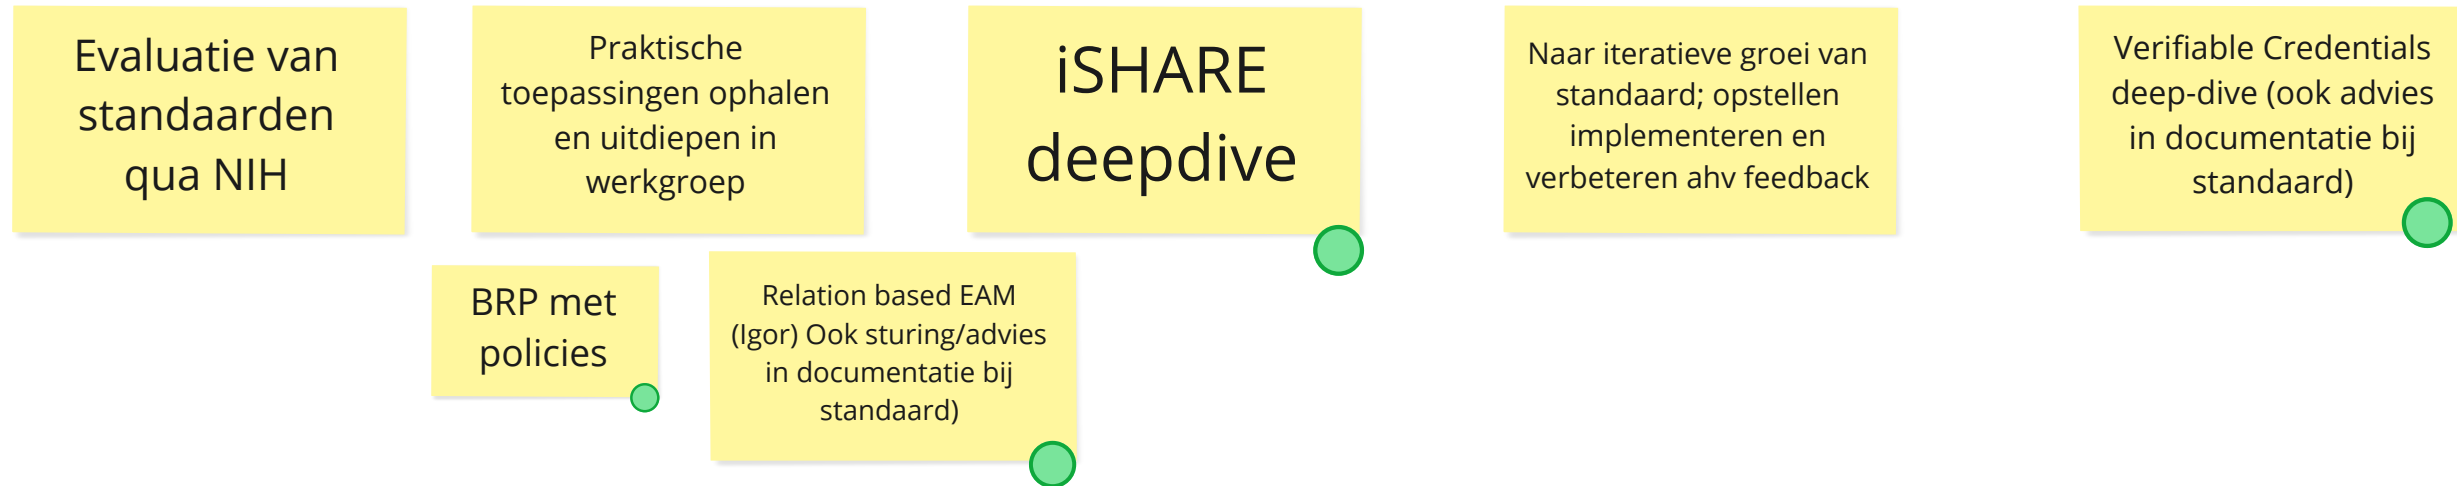 Evaluatie van
standaarden
qua NIH
Praktische
toepassingen ophalen
en uitdiepen in
werkgroep
iSHARE
deepdive
Naar iteratieve groei van
standaard; opstellen
implementeren en
verbeteren ahv feedback
Verifiable Credentials
deep-dive (ook advies
in documentatie bij
standaard)
BRP met
policies
Relation based EAM
(Igor) Ook sturing/advies
in documentatie bij
standaard)